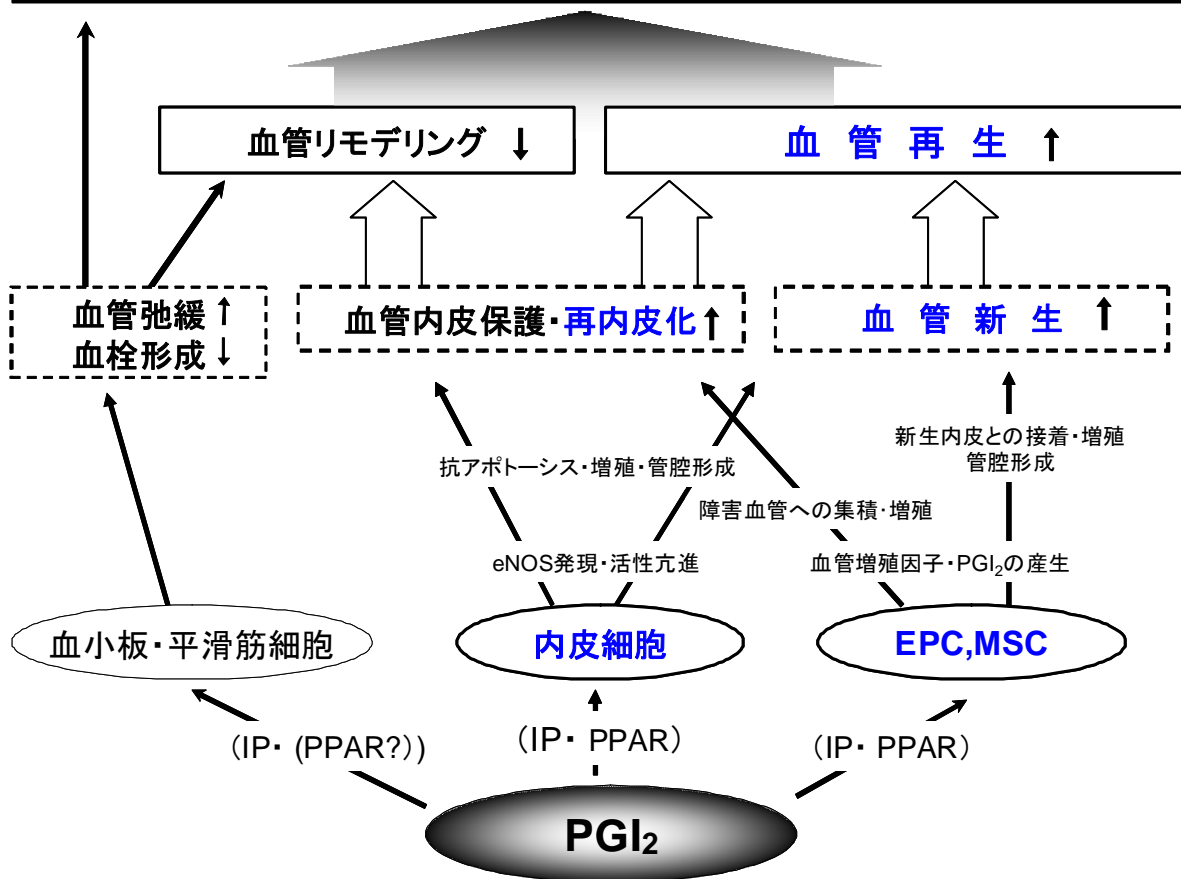 血管リモデリング ↓
血 管 再 生 ↑
血管弛緩 ↑
血栓形成 ↓
血管内皮保護・再内皮化 ↑
血 管 新 生 ↑
新生内皮との接着・増殖
管腔形成
抗アポトーシス・増殖・管腔形成
障害血管への集積・増殖
eNOS発現・活性亢進
血管増殖因子・PGI₂の産生
血小板・平滑筋細胞
内皮細胞
EPC,MSC
（IP・ (PPAR?)）
（IP・ PPAR）
（IP・ PPAR）
PGI₂